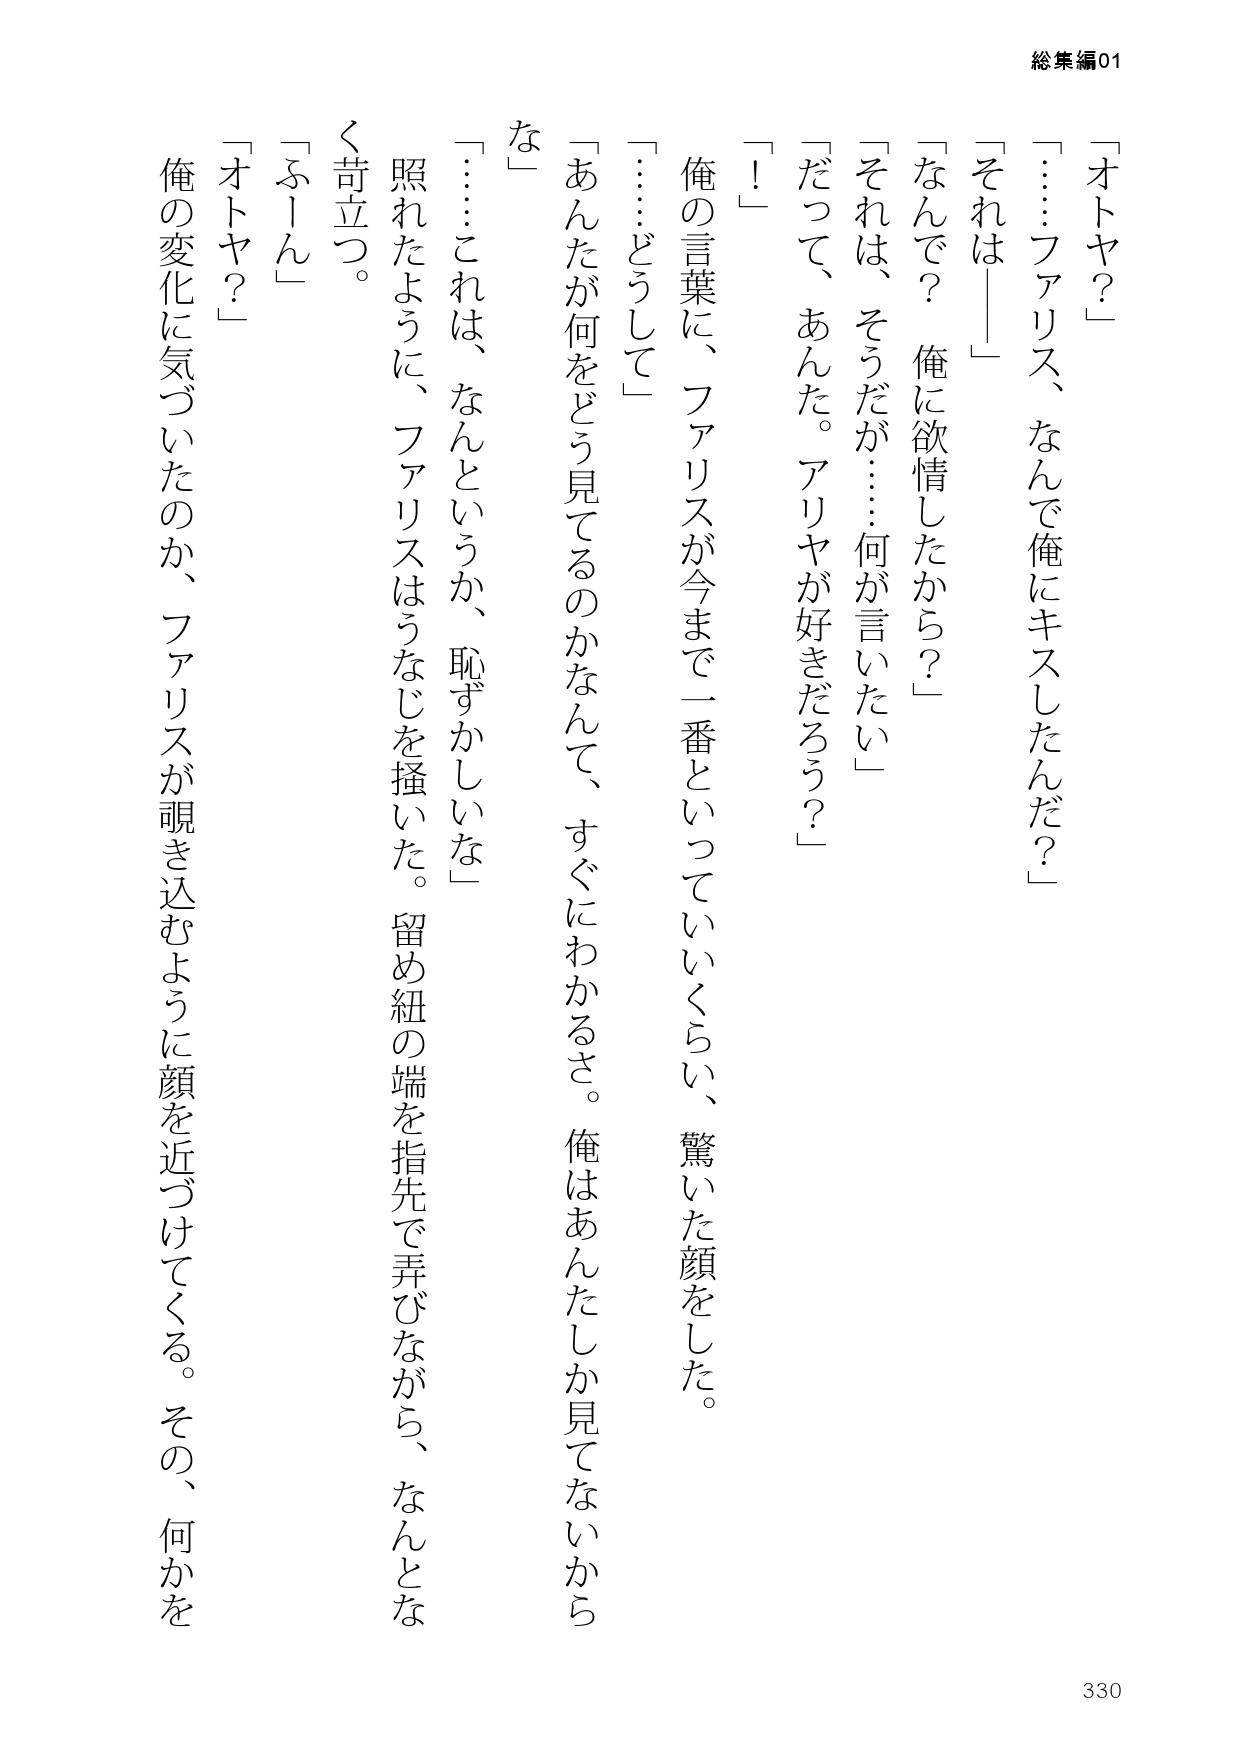 総集編01
「オトヤ?」
「……ファリス、なんで俺にキスしたんだ?」
「それは――」
「なんで?　俺に欲情したから?」
「それは、そうだが……何が言いたい」
「だって、あんた。アリヤが好きだろう?」
「!」
　俺の言葉に、ファリスが今まで一番といっていいくらい、驚いた顔をした。
「……どうして」
「あんたが何をどう見てるのかなんて、すぐにわかるさ。俺はあんたしか見てないから
な」
「……これは、なんというか、恥ずかしいな」
　照れたように、ファリスはうなじを掻いた。留め紐の端を指先で弄びながら、なんとな
く苛立つ。
「ふーん」
「オトヤ?」
　俺の変化に気づいたのか、ファリスが覗き込むように顔を近づけてくる。その、何かを
330